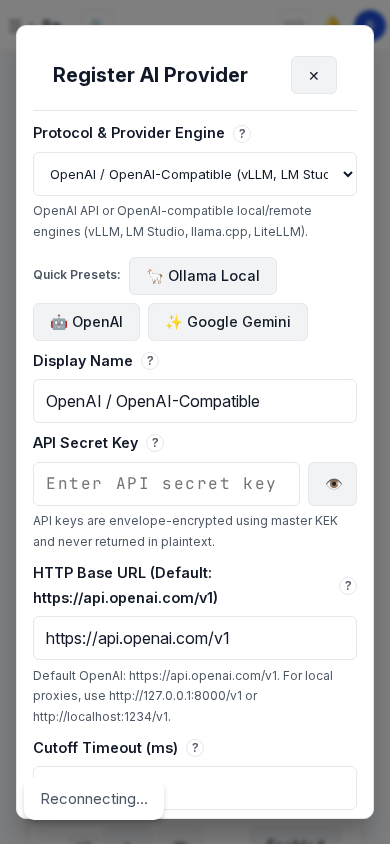 Register AI Provider
×
Protocol & Provider Engine ?
OpenAI / OpenAI-Compatible (vLLM, LM Stuc
OpenAI API or OpenAI-compatible local/remote
engines (vLLM, LM Studio, llama.cpp, LiteLLM).
Quick Presets: 🦙 Ollama Local
🤖 OpenAI ✨ Google Gemini
Display Name ?
OpenAI / OpenAI-Compatible
API Secret Key ?
Enter API secret key
API keys are envelope-encrypted using master KEK
and never returned in plaintext.
HTTP Base URL (Default:
https://api.openai.com/v1) ?
https://api.openai.com/v1
Default OpenAI: https://api.openai.com/v1. For local
proxies, use http://127.0.0.1:8000/v1 or
http://localhost:1234/v1.
Cutoff Timeout (ms) ?
Reconnecting...